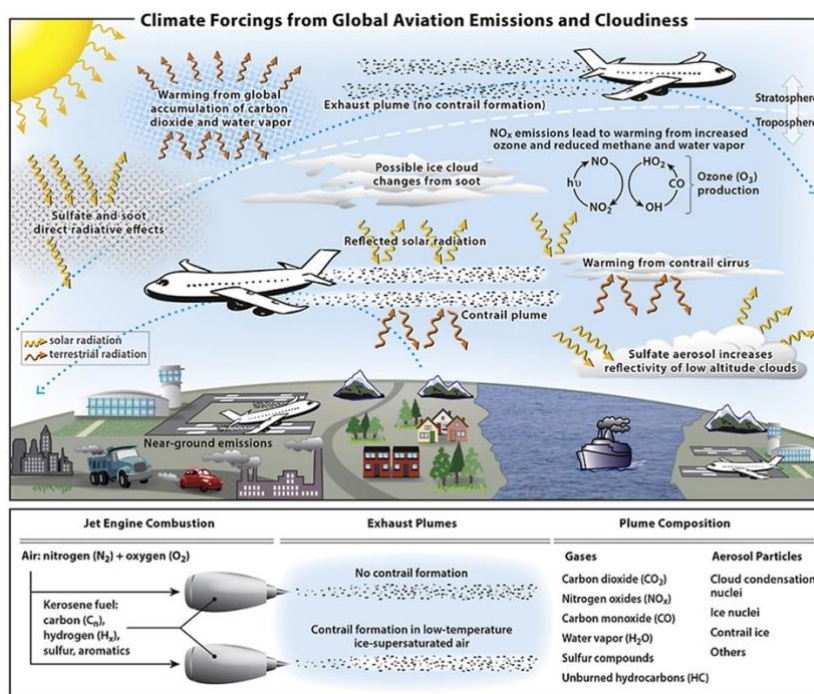 Climate Forcings from Global Aviation Emissions and Cloudiness
Warming from global
accumulation of carbon
dioxide and water vapor
Exhaust plume (no contrail formation)
Stratosphere
Troposphere
NOx emissions lead to warming from increased
ozone and reduced methane and water vapor
Possible ice cloud
changes from soot
NO
HO2
hυ
CO
NO2
OH
Ozone (O3)
production
Sulfate and soot
direct radiative effects
Reflected solar radiation
Warming from contrail cirrus
Contrail plume
solar radiation
terrestrial radiation
Sulfate aerosol increases
reflectivity of low altitude clouds
Near-ground emissions
Jet Engine Combustion
Air: nitrogen (N2) + oxygen (O2)
Kerosene fuel:
carbon (Cn),
hydrogen (Hx),
sulfur, aromatics
Exhaust Plumes
No contrail formation
Contrail formation in low-temperature
ice-supersaturated air
Plume Composition
Gases
Carbon dioxide (CO2)
Nitrogen oxides (NOx)
Carbon monoxide (CO)
Water vapor (H2O)
Sulfur compounds
Unburned hydrocarbons (HC)
Aerosol Particles
Cloud condensation
nuclei
Ice nuclei
Contrail ice
Others